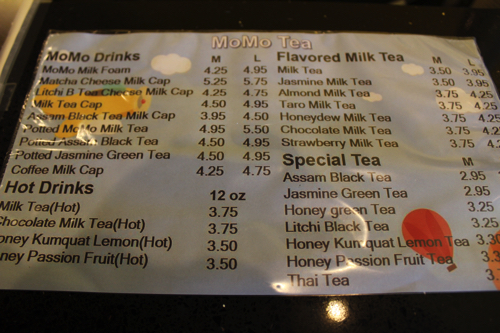 MoMo Tea
MoMo Drinks M L
MoMo Milk Foam 4.25 4.95
Matcha Cheese Milk Cap 5.25 5.75
Litchi B Tea Cheese Milk Cap 4.25 4.75
Milk Tea Cap 4.50 4.95
Assam Black Tea Milk Cap 3.95 4.50
Potted MoMo Milk Tea 4.95 5.50
Potted Assam Black Tea 4.50 4.95
Potted Jasmine Green Tea 4.50 4.95
Coffee Milk Cap 4.25 4.75
Hot Drinks 12 oz
Milk Tea(Hot) 3.75
Chocolate Milk Tea(Hot) 3.75
oney Kumquat Lemon(Hot) 3.50
ney Passion Fruit(Hot) 3.50
Flavored Milk Tea M L
Milk Tea 3.50 3.95
Jasmine Milk Tea 3.50 3.95
Almond Milk Tea 3.75 4.25
Taro Milk Tea 3.75 4.25
Honeydew Milk Tea 3.75 4.25
Chocolate Milk Tea 3.75 4.2
Strawberry Milk Tea 3.75 4.2
Special Tea M
Assam Black Tea 2.95
Jasmine Green Tea 2.95
Honey green Tea 3.25
Litchi Black Tea 3.25
Honey Kumquat Lemon Tea 3.
Honey Passion Fruit Tea 3.
Thai Tea 3.